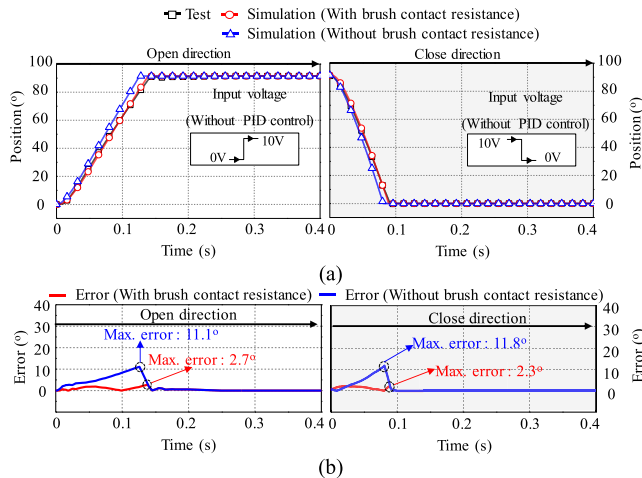 Test Simulation (With brush contact resistance)
Simulation (Without brush contact resistance)
Open direction
Close direction
100
80
60
40
20
0
Position(°)
Input voltage
(Without PID control)
10V
0V
0 0.1 0.2 0.3 0.4
Time (s)
Input voltage
(Without PID control)
10V
0V
100
80
60
40
20
0
Position(°)
0 0.1 0.2 0.3 0.4
Time (s)
(a)
Error (With brush contact resistance) Error (Without brush contact resistance)
40
30
20
10
0
Error (°)
Open direction
Max. error : 11.1°
Max. error : 2.7°
0 0.1 0.2 0.3 0.4
Time (s)
Close direction
Max. error : 11.8°
Max. error : 2.3°
40
30
20
10
0
Error (°)
0 0.1 0.2 0.3 0.4
Time (s)
(b)